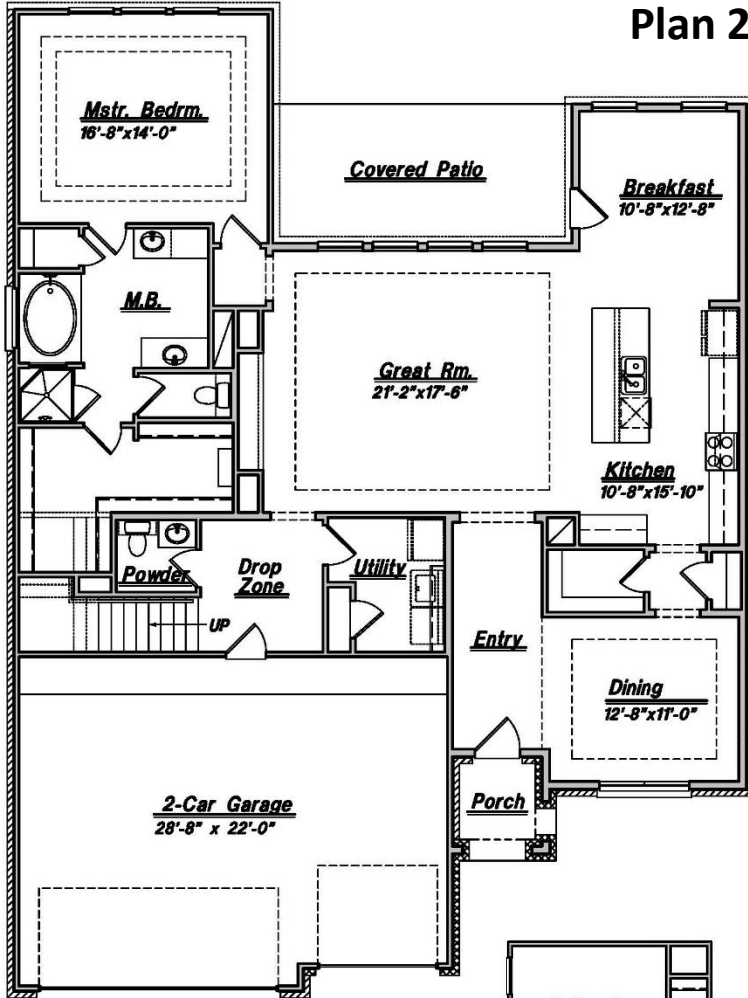 Plan 2
Mstr. Bedrm.
16'-8"x14'-0"
Covered Patio
Breakfast
10'-8"x12'-8"
M.B.
Great Rm.
21'-2"x17'-6"
Kitchen
10'-8"x15'-10"
Powder
Drop
Zone
Utility
UP
Entry
Dining
12'-8"x11'-0"
2-Car Garage
28'-8" x 22'-0"
Porch